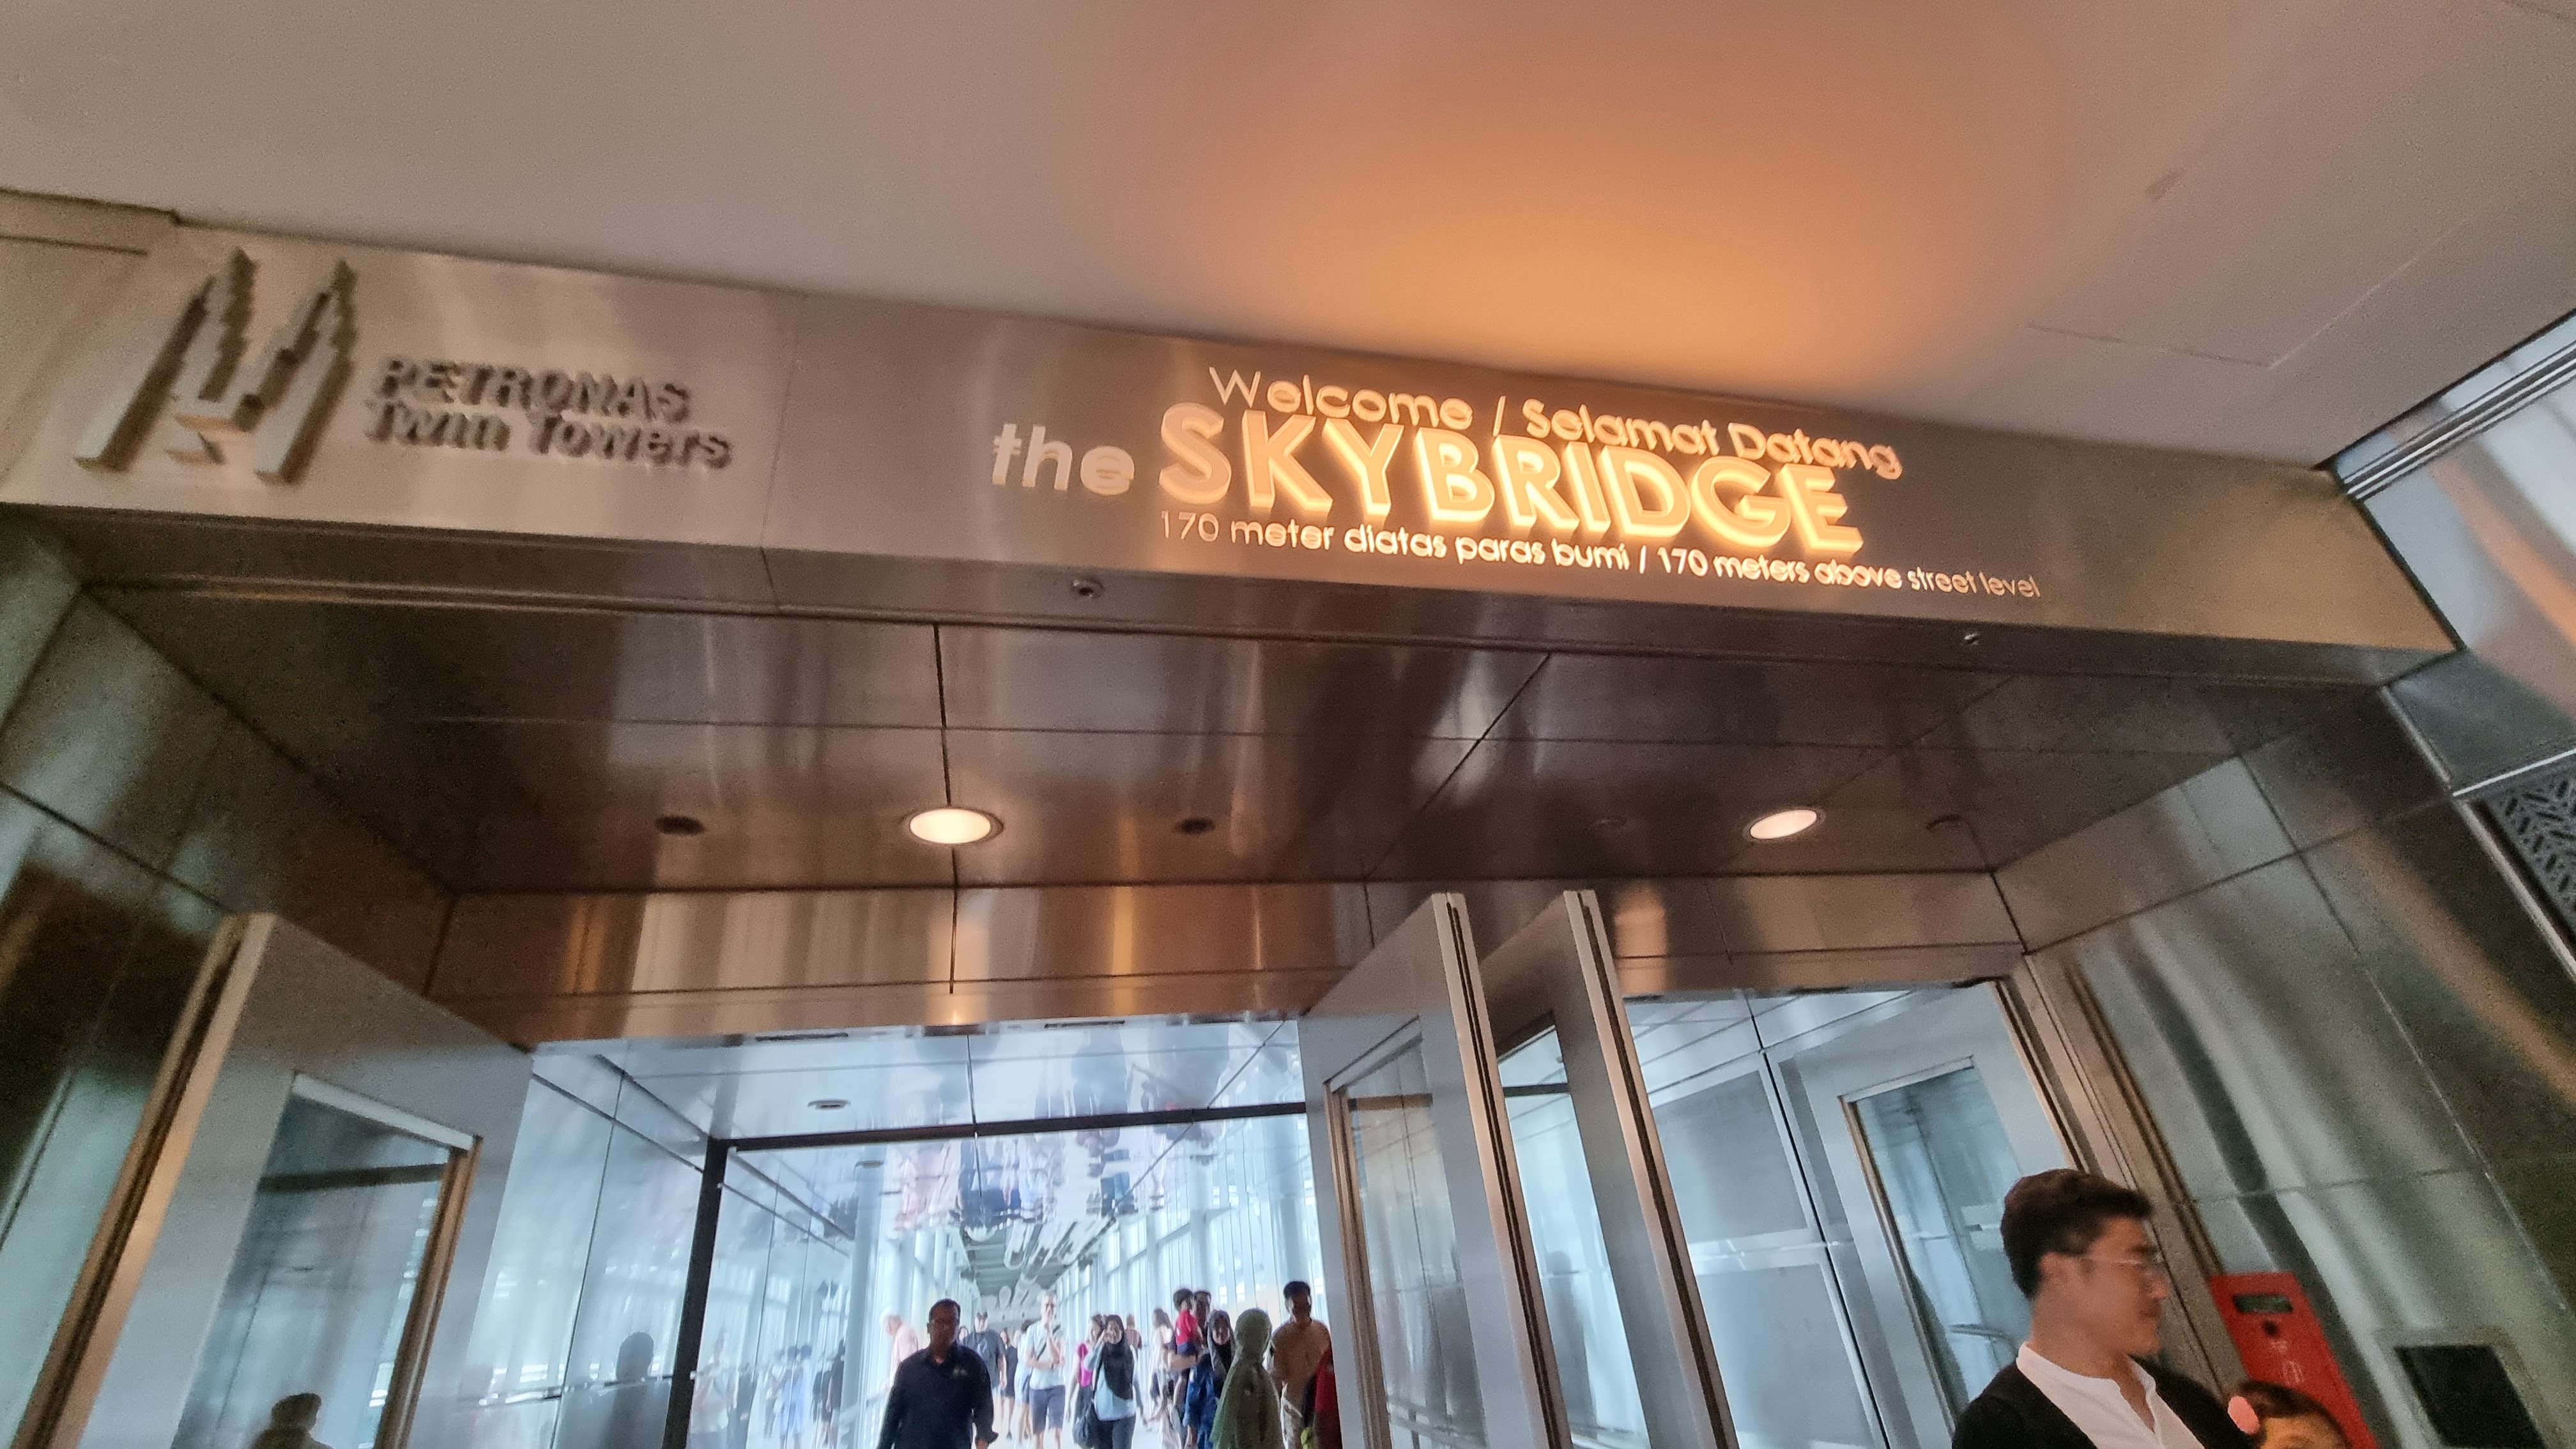 PETRONAS
Twin Towers
Welcome / Selamat Datang
the SKYBRIDGE
170 meter diatas paras bumi / 170 meters above street level